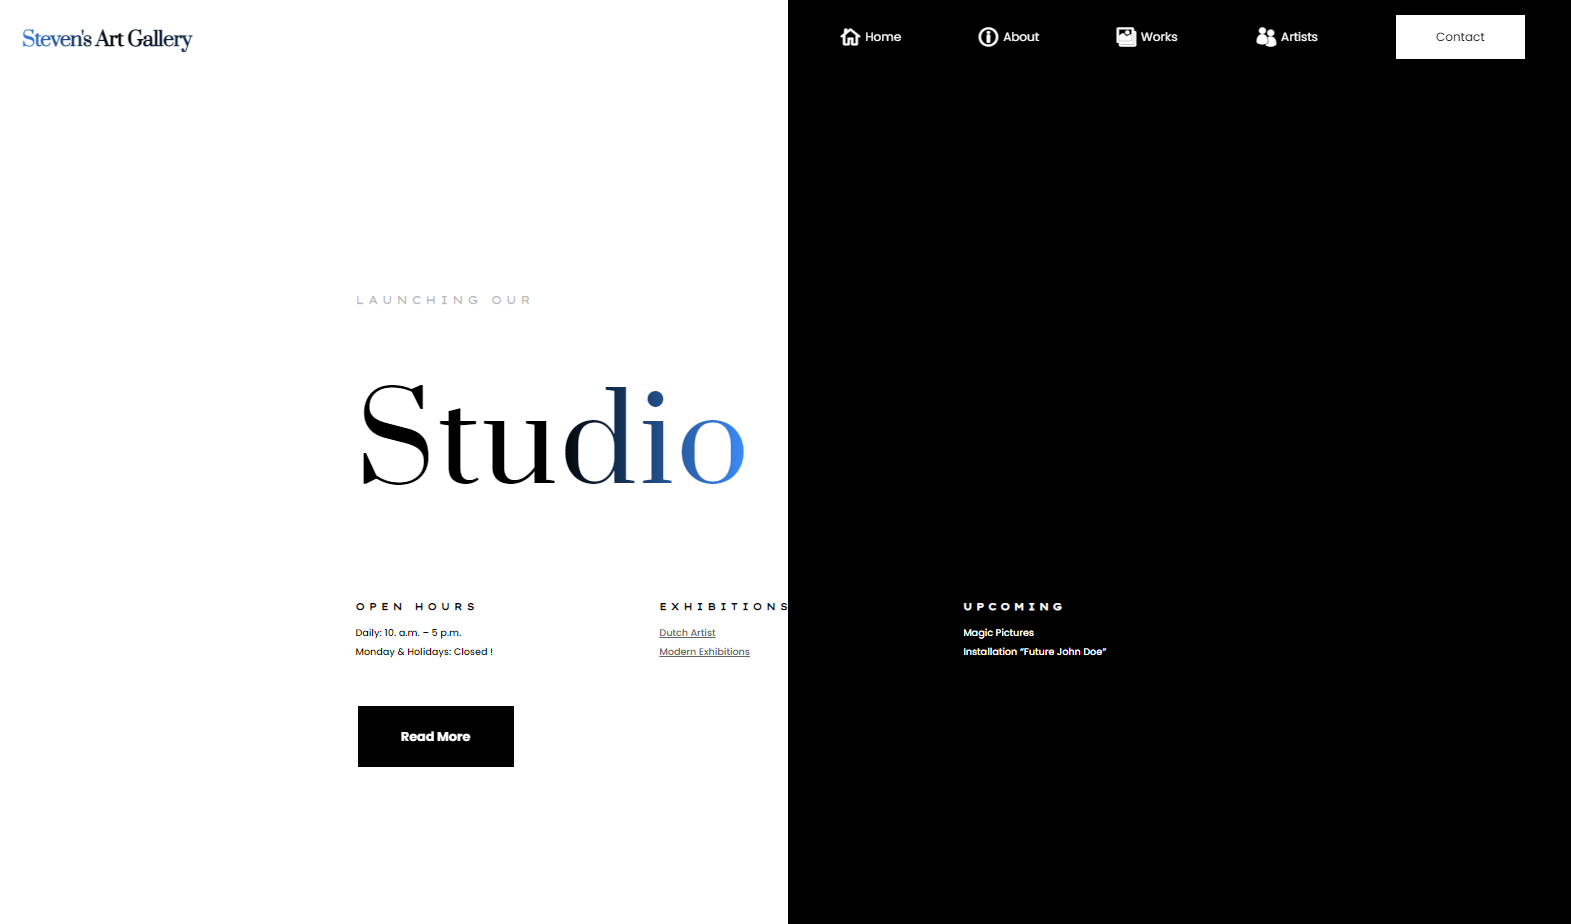 Steven's Art Gallery
Home
About
Works
Artists
Contact
LAUNCHING OUR
Studio
OPEN HOURS
Daily: 10. a.m. – 5 p.m.
Monday & Holidays: Closed !
EXHIBITIONS
Dutch Artist
Modern Exhibitions
UPCOMING
Magic Pictures
Installation “Future John Doe”
Read More